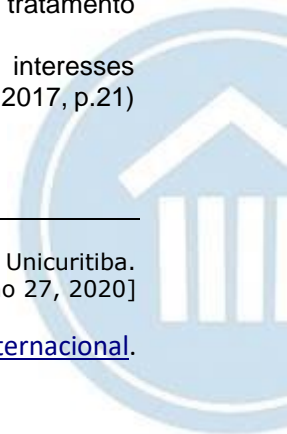 tratamento
interesses
2017, p.21)
Unicuritiba.
o 27, 2020]
ternacional.